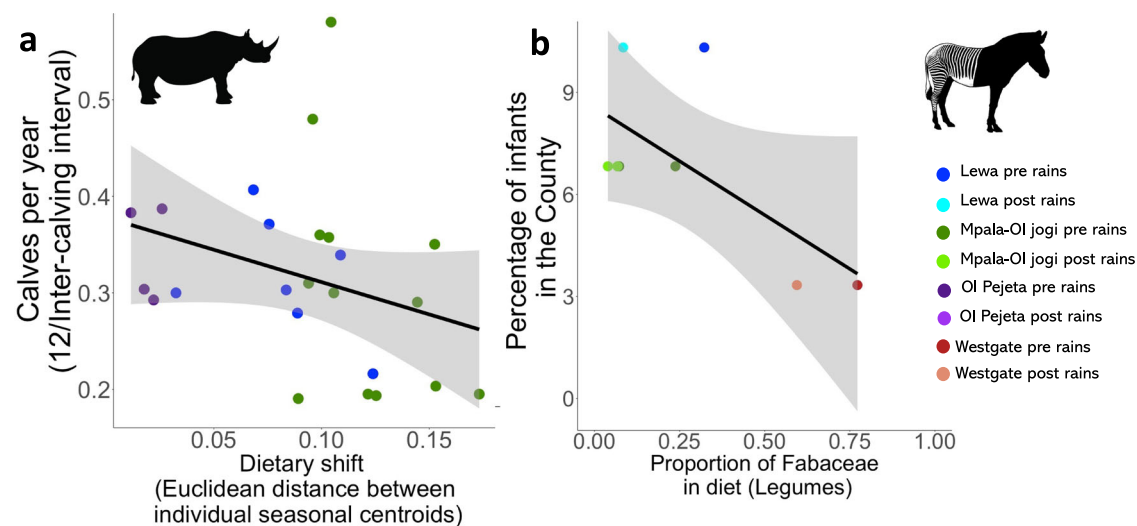 a
Calves per year
(12/Inter-calving interval)
0.5
0.4
0.3
0.2
0.05
0.10
0.15
Dietary shift
(Euclidean distance between
individual seasonal centroids)
b
Percentage of infants
in the County
9
6
3
0
0.00
0.25
0.50
0.75
1.00
Proportion of Fabaceae
in diet (Legumes)
Lewa pre rains
Lewa post rains
Mpala-Ol jogi pre rains
Mpala-Ol jogi post rains
Ol Pejeta pre rains
Ol Pejeta post rains
Westgate pre rains
Westgate post rains